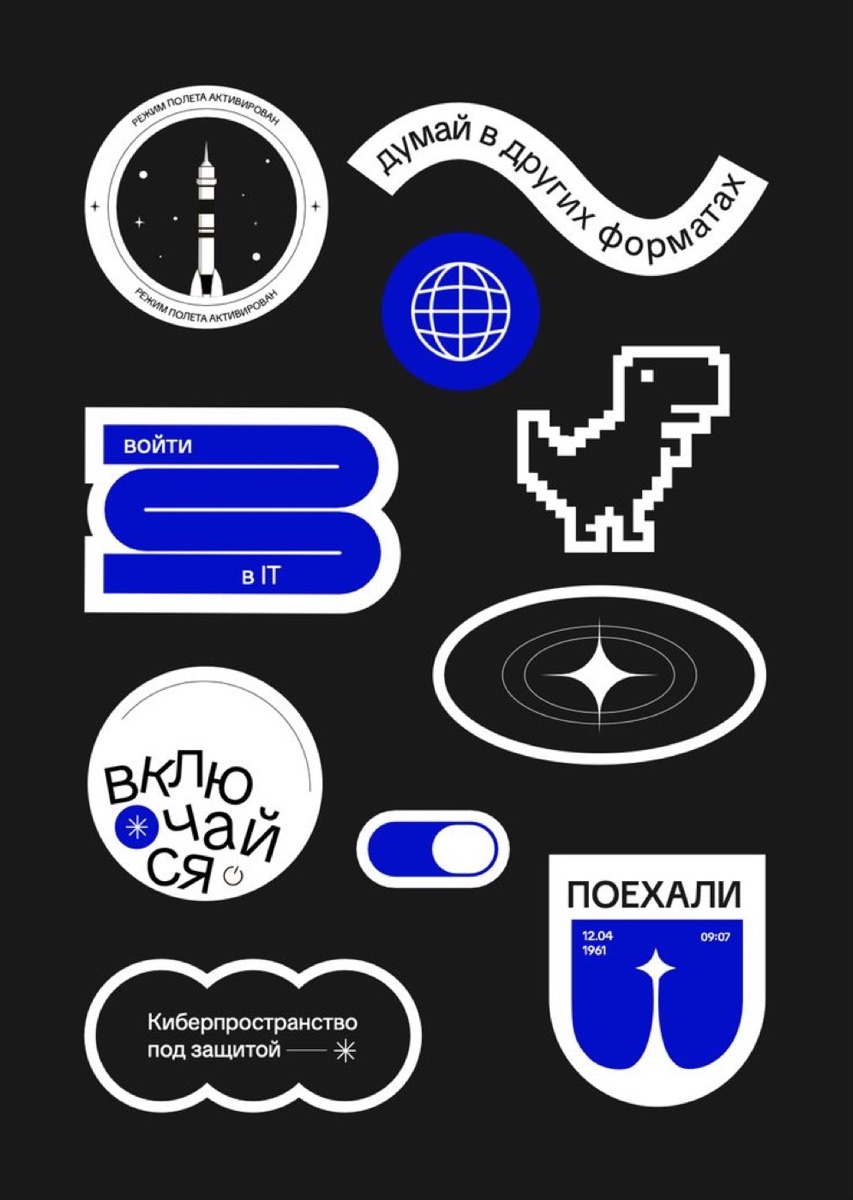 РЕЖИМ ПОЛЕТА АКТИВИРОВАН
РЕЖИМ ПОЛЕТА АКТИВИРОВАН
думай в других форматах
войти
в IT
вклю
чай
ся
ПОЕХАЛИ
12.04
1961
09:07
Киберпространство
под защитой